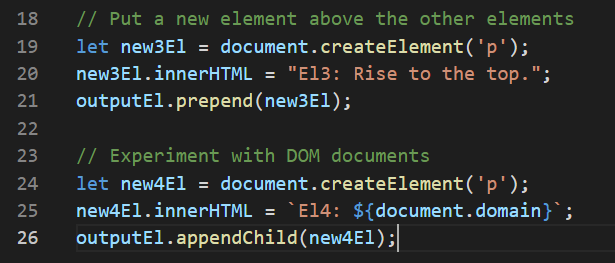 18 // Put a new element above the other elements
19 let new3El = document.createElement('p');
20 new3El.innerHTML = "El3: Rise to the top.";
21 outputEl.prepend(new3El);
22
23 // Experiment with DOM documents
24 let new4El = document.createElement('p');
25 new4El.innerHTML = `El4: ${document.domain}`;
26 outputEl.appendChild(new4El);